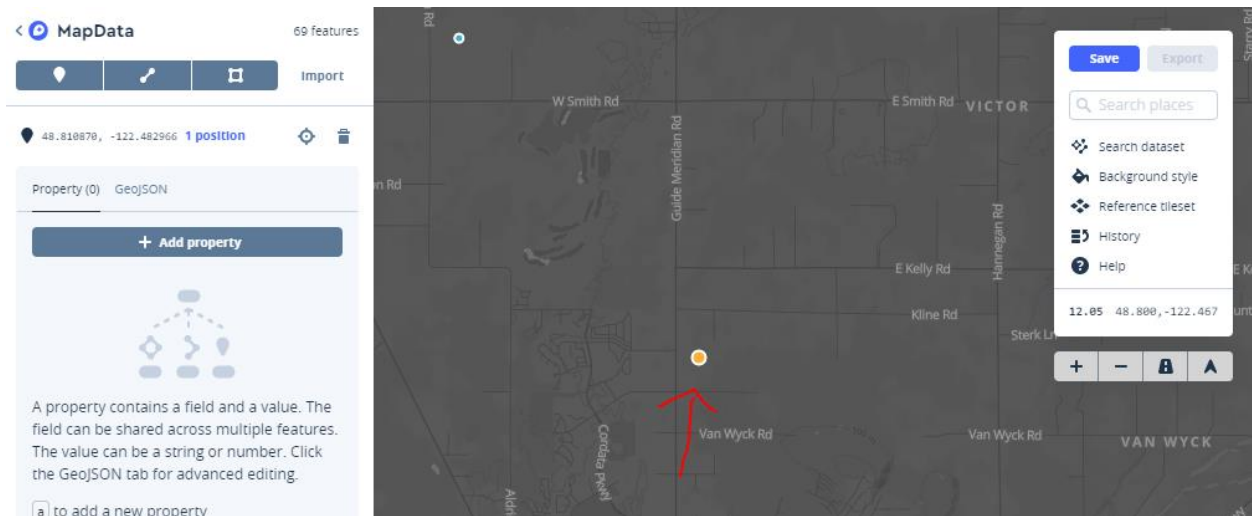 MapData
69 features
Import
48.810870, -122.482966 1 position
Property (0) GeoJSON
+ Add property
A property contains a field and a value. The
field can be shared across multiple features.
The value can be a string or number. Click
the GeoJSON tab for advanced editing.
a to add a new property
Rd
W Smith Rd
E Smith Rd
VICTOR
Guide Meridian Rd
Rd
Hannegan Rd
E Kelly Rd
Kline Rd
Sterk Ln
Van Wyck Rd
Van Wyck Rd
VAN WYCK
Cordata Pkwy
Save
Export
Search places
Search dataset
Background style
Reference tileset
History
Help
12.05 48.800,-122.467
+ −